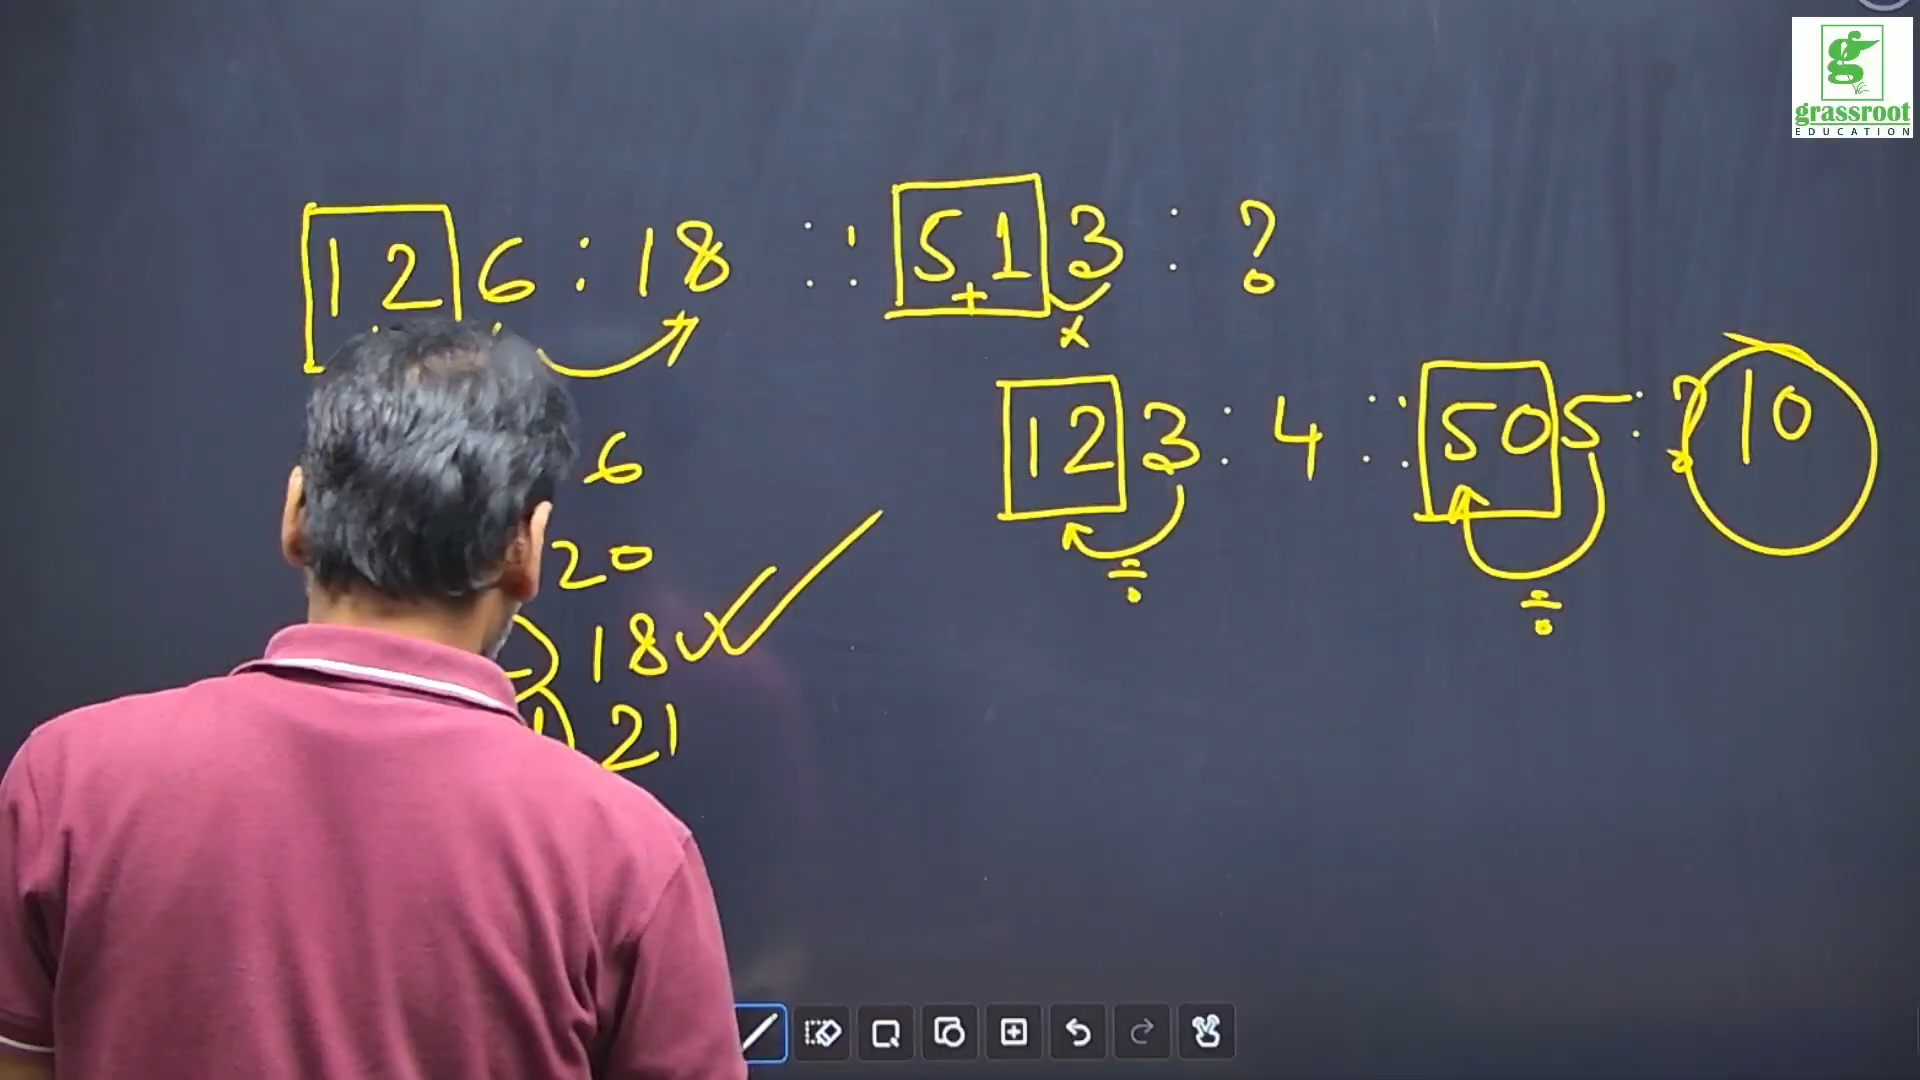 126 : 18 :: 513 : ?
+ ×
123 : 4 :: 505 : ? 10
÷ ÷
6
20
18
21
grassroot
EDUCATION